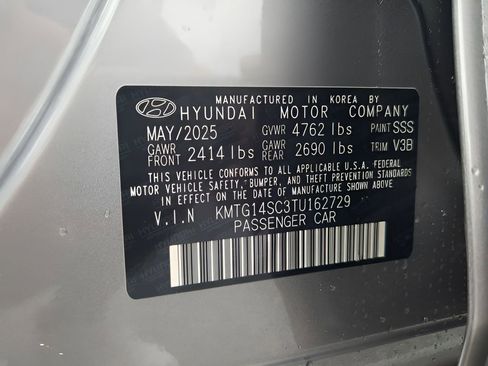 MANUFACTURED IN KOREA BY
HYUNDAI MOTOR COMPANY
MAY/2025 GVWR 4762 lbs PAINT SSS
GAWR FRONT 2414 lbs GAWR REAR 2690 lbs TRIM V3B
THIS VEHICLE CONFORMS TO ALL APPLICABLE U.S.A. FEDERAL
MOTOR VEHICLE SAFETY, BUMPER, AND THEFT PREVENTION STANDARDS
IN EFFECT ON THE DATE OF MANUFACTURE SHOWN ABOVE.
V.I.N KMTG14SC3TU162729
PASSENGER CAR